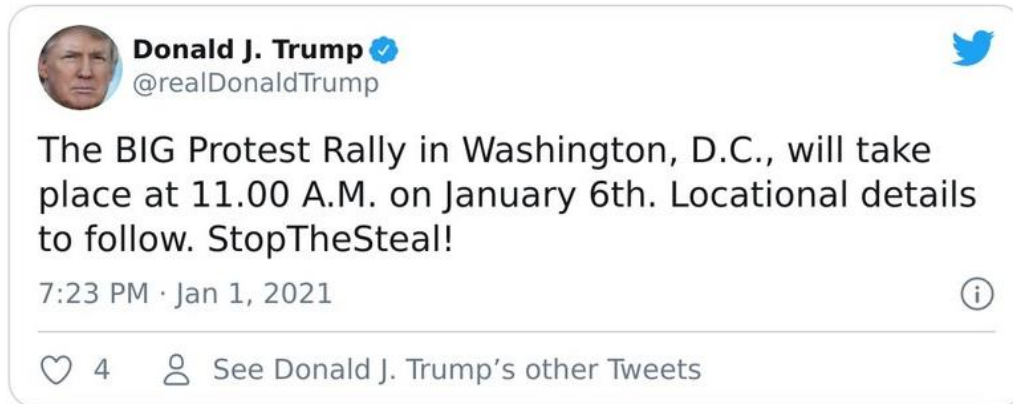 Donald J. Trump
@realDonaldTrump
The BIG Protest Rally in Washington, D.C., will take
place at 11.00 A.M. on January 6th. Locational details
to follow. StopTheSteal!
7:23 PM · Jan 1, 2021
4 See Donald J. Trump’s other Tweets